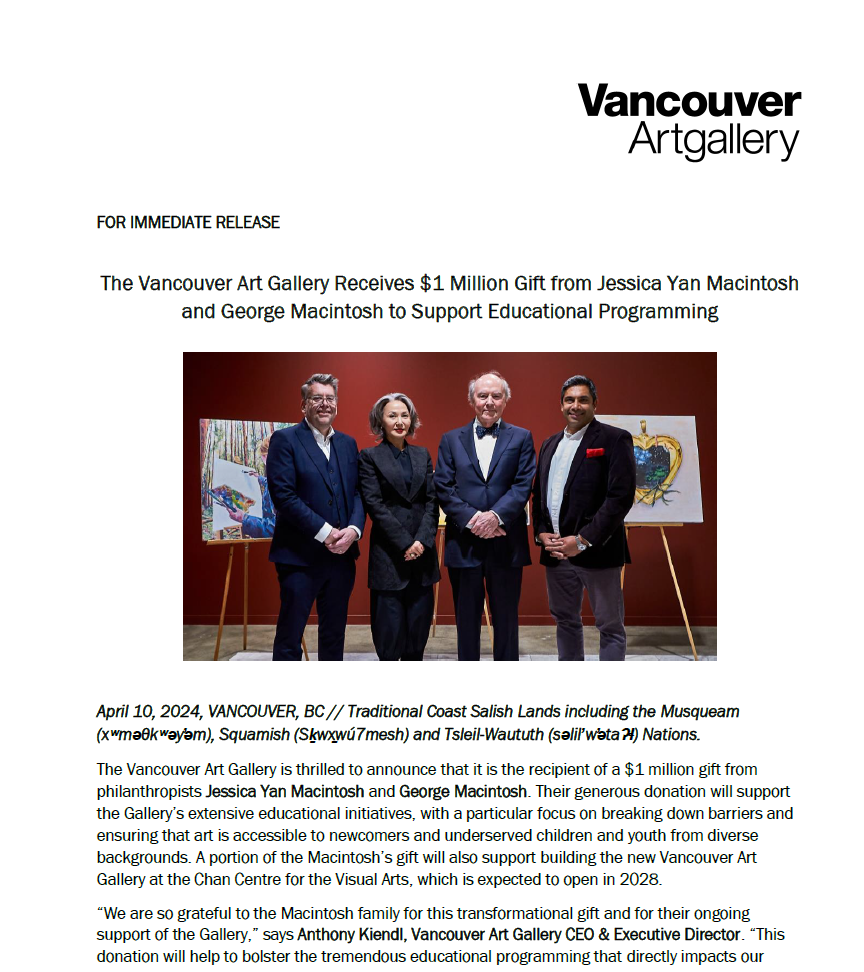 Vancouver
Artgallery
FOR IMMEDIATE RELEASE
The Vancouver Art Gallery Receives $1 Million Gift from Jessica Yan Macintosh
and George Macintosh to Support Educational Programming
April 10, 2024, VANCOUVER, BC // Traditional Coast Salish Lands including the Musqueam
(xʷməθkʷəy̓əm), Squamish (Sḵwx̱wú7mesh) and Tsleil-Waututh (səlil’w̓ətaʔɬ) Nations.
The Vancouver Art Gallery is thrilled to announce that it is the recipient of a $1 million gift from
philanthropists Jessica Yan Macintosh and George Macintosh. Their generous donation will support
the Gallery’s extensive educational initiatives, with a particular focus on breaking down barriers and
ensuring that art is accessible to newcomers and underserved children and youth from diverse
backgrounds. A portion of the Macintosh’s gift will also support building the new Vancouver Art
Gallery at the Chan Centre for the Visual Arts, which is expected to open in 2028.
“We are so grateful to the Macintosh family for this transformational gift and for their ongoing
support of the Gallery,” says Anthony Kiendl, Vancouver Art Gallery CEO & Executive Director. “This
donation will help to bolster the tremendous educational programming that directly impacts our